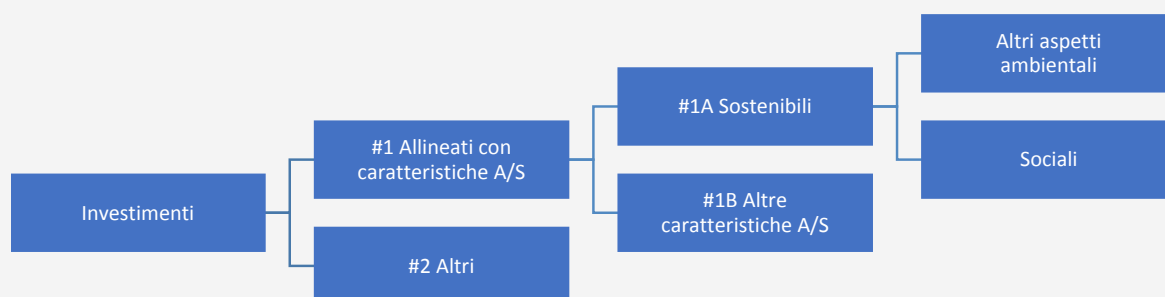 Investimenti
#1 Allineati con
caratteristiche A/S
#2 Altri
#1A Sostenibili
#1B Altre
caratteristiche A/S
Altri aspetti
ambientali
Sociali